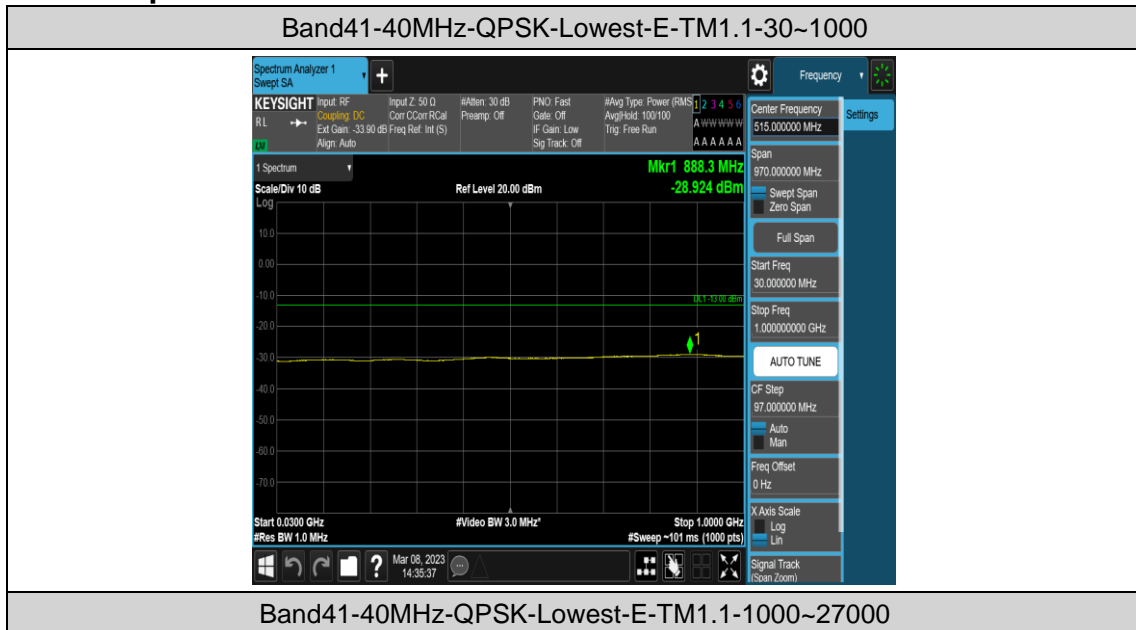 Band41-40MHz-QPSK-Lowest-E-TM1.1-30~1000
Spectrum Analyzer 1
Swept SA
+
Frequency
KEYSIGHT
RL
LXI
Input: RF
Coupling: DC
Ext Gain: -33.90 dB
Align: Auto
Input Z: 50 Ω
Corr CCorr RCal
Freq Ref: Int (S)
#Atten: 30 dB
Preamp: Off
PNO: Fast
Gate: Off
IF Gain: Low
Sig Track: Off
#Avg Type: Power (RMS
Avg|Hold: 100/100
Trig: Free Run
1 2 3 4 5 6
A W W W W W
A A A A A A
Center Frequency
515.000000 MHz
Settings
1 Spectrum
Mkr1 888.3 MHz
Scale/Div 10 dB
Ref Level 20.00 dBm
-28.924 dBm
Log
10.0
0.00
-10.0
-20.0
-30.0
-40.0
-50.0
-60.0
-70.0
DL1 -13.00 dBm
1
Start 0.0300 GHz
#Video BW 3.0 MHz*
Stop 1.0000 GHz
#Res BW 1.0 MHz
#Sweep ~101 ms (1000 pts)
Span
970.000000 MHz
Swept Span
Zero Span
Full Span
Start Freq
30.000000 MHz
Stop Freq
1.000000000 GHz
AUTO TUNE
CF Step
97.000000 MHz
Auto
Man
Freq Offset
0 Hz
X Axis Scale
Log
Lin
Signal Track
(Span Zoom)
?
Mar 08, 2023
14:35:37
Band41-40MHz-QPSK-Lowest-E-TM1.1-1000~27000